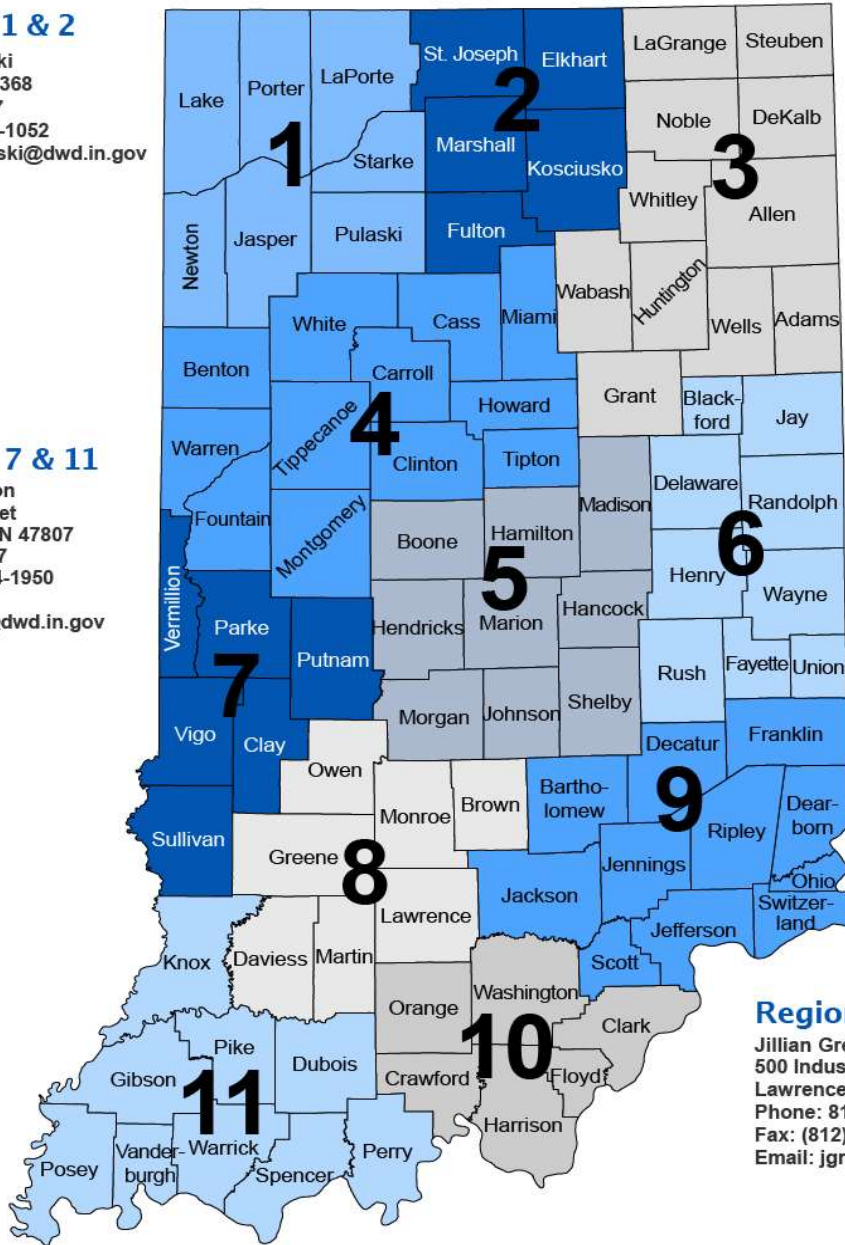 1 & 2
ki
368
7
-1052
ski@dwd.in.gov
Lake
Porter
LaPorte
St. Joseph
Elkhart
LaGrange
Steuben
1
2
3
Starke
Marshall
Kosciusko
Noble
DeKalb
Whitley
Allen
Newton
Jasper
Pulaski
Fulton
Wabash
Huntington
White
Cass
Miami
Wells
Adams
Benton
Carroll
Grant
Black-
ford
Jay
4
Howard
Warren
Tippecanoe
Clinton
Tipton
Madison
Delaware
Randolph
7 & 11
on
et
N 47807
7
4-1950
@dwd.in.gov
Fountain
Montgomery
Boone
Hamilton
5
6
Henry
Wayne
Vermillion
Parke
Putnam
Hendricks
Marion
Hancock
Rush
Fayette
Union
7
Vigo
Clay
Morgan
Johnson
Shelby
Decatur
Franklin
Owen
Monroe
Brown
Bartho-
lomew
9
Ripley
Dear-
born
Sullivan
Greene
8
Jennings
Ohio
Lawrence
Jackson
Jefferson
Switzer-
land
Knox
Daviess
Martin
Scott
Orange
Washington
Clark
10
Pike
Dubois
Gibson
Crawford
Floyd
Harrison
11
Posey
Vander-
burgh
Warrick
Spencer
Perry
Region
Jillian Gre
500 Indus
Lawrence
Phone: 81
Fax: (812)
Email: jgr